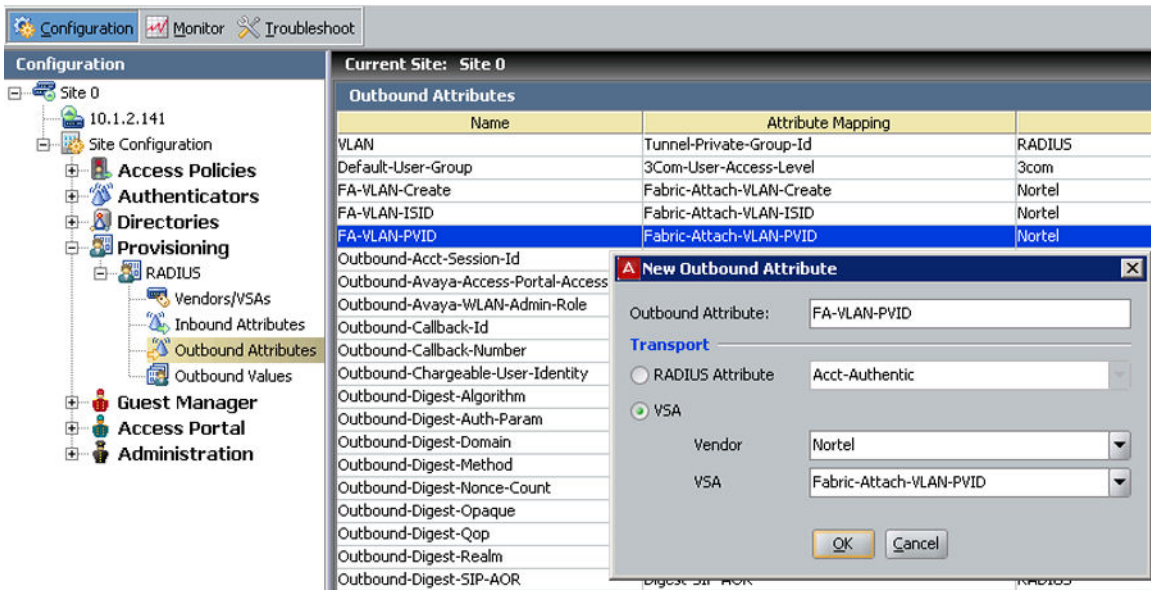 Configuration Monitor Troubleshoot
Configuration
Site 0
10.1.2.141
Site Configuration
Access Policies
Authenticators
Directories
Provisioning
RADIUS
Vendors/VSAs
Inbound Attributes
Outbound Attributes
Outbound Values
Guest Manager
Access Portal
Administration
Current Site: Site 0
Outbound Attributes
Name Attribute Mapping
VLAN Tunnel-Private-Group-Id RADIUS
Default-User-Group 3Com-User-Access-Level 3com
FA-VLAN-Create Fabric-Attach-VLAN-Create Nortel
FA-VLAN-ISID Fabric-Attach-VLAN-ISID Nortel
FA-VLAN-PVID Fabric-Attach-VLAN-PVID Nortel
Outbound-Acct-Session-Id
Outbound-Avaya-Access-Portal-Access
Outbound-Avaya-WLAN-Admin-Role
Outbound-Callback-Id
Outbound-Callback-Number
Outbound-Chargeable-User-Identity
Outbound-Digest-Algorithm
Outbound-Digest-Auth-Param
Outbound-Digest-Domain
Outbound-Digest-Method
Outbound-Digest-Nonce-Count
Outbound-Digest-Opaque
Outbound-Digest-Qop
Outbound-Digest-Realm
Outbound-Digest-SIP-AOR Digest-SIP-AOR RADIUS
New Outbound Attribute
Outbound Attribute: FA-VLAN-PVID
Transport
RADIUS Attribute Acct-Authentic
VSA
Vendor Nortel
VSA Fabric-Attach-VLAN-PVID
OK Cancel